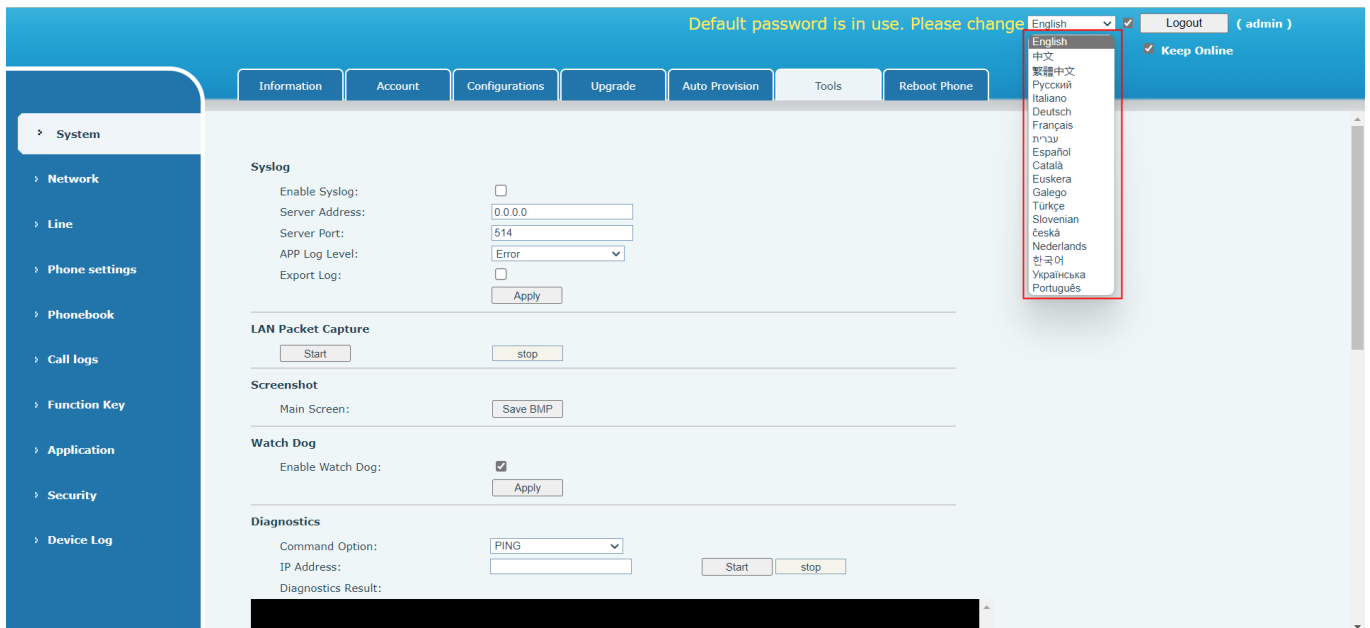 Default password is in use. Please change English Logout ( admin )
Keep Online
English
中文
繁體中文
Русский
Italiano
Deutsch
Français
עברית
Español
Català
Euskera
Galego
Türkçe
Slovenian
česká
Nederlands
한국어
Українська
Português
Information Account Configurations Upgrade Auto Provision Tools Reboot Phone
System
Network
Line
Phone settings
Phonebook
Call logs
Function Key
Application
Security
Device Log
Syslog
Enable Syslog:
Server Address: 0.0.0.0
Server Port: 514
APP Log Level: Error
Export Log:
Apply
LAN Packet Capture
Start stop
Screenshot
Main Screen: Save BMP
Watch Dog
Enable Watch Dog:
Apply
Diagnostics
Command Option: PING
IP Address: Start stop
Diagnostics Result: